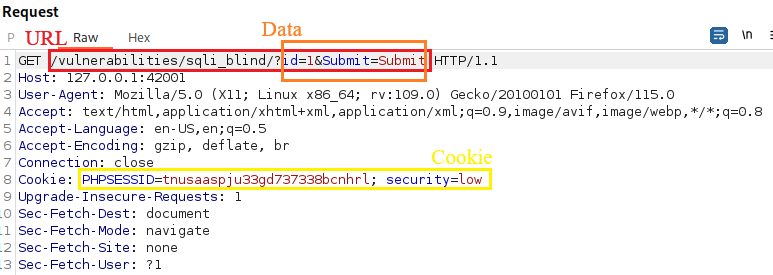 Request
URL Raw Hex Data
\n
1 GET /vulnerabilities/sqli_blind/?id=1&Submit=Submit HTTP/1.1
2 Host: 127.0.0.1:42001
3 User-Agent: Mozilla/5.0 (X11; Linux x86_64; rv:109.0) Gecko/20100101 Firefox/115.0
4 Accept: text/html,application/xhtml+xml,application/xml;q=0.9,image/avif,image/webp,*/*;q=0.8
5 Accept-Language: en-US,en;q=0.5
6 Accept-Encoding: gzip, deflate, br
7 Connection: close
Cookie
8 Cookie: PHPSESSID=tnusaaspju33gd737338bcnhrl; security=low
9 Upgrade-Insecure-Requests: 1
10 Sec-Fetch-Dest: document
11 Sec-Fetch-Mode: navigate
12 Sec-Fetch-Site: none
13 Sec-Fetch-User: ?1